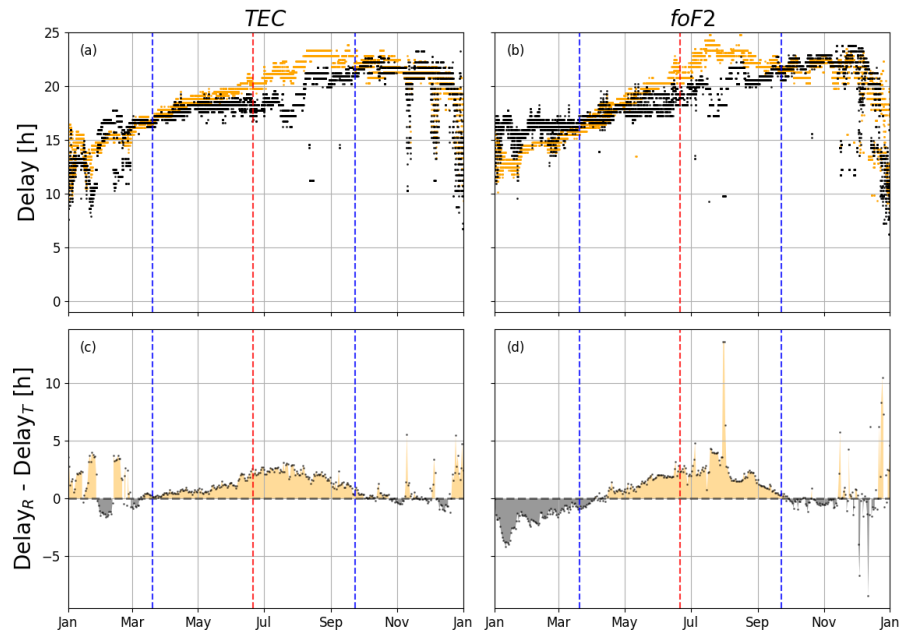 TEC foF2
(a) (b)
Delay [h]
25
20
15
10
5
0
(c) (d)
Delay_R - Delay_T [h]
10
5
0
−5
Jan Mar May Jul Sep Nov Jan Jan Mar May Jul Sep Nov Jan